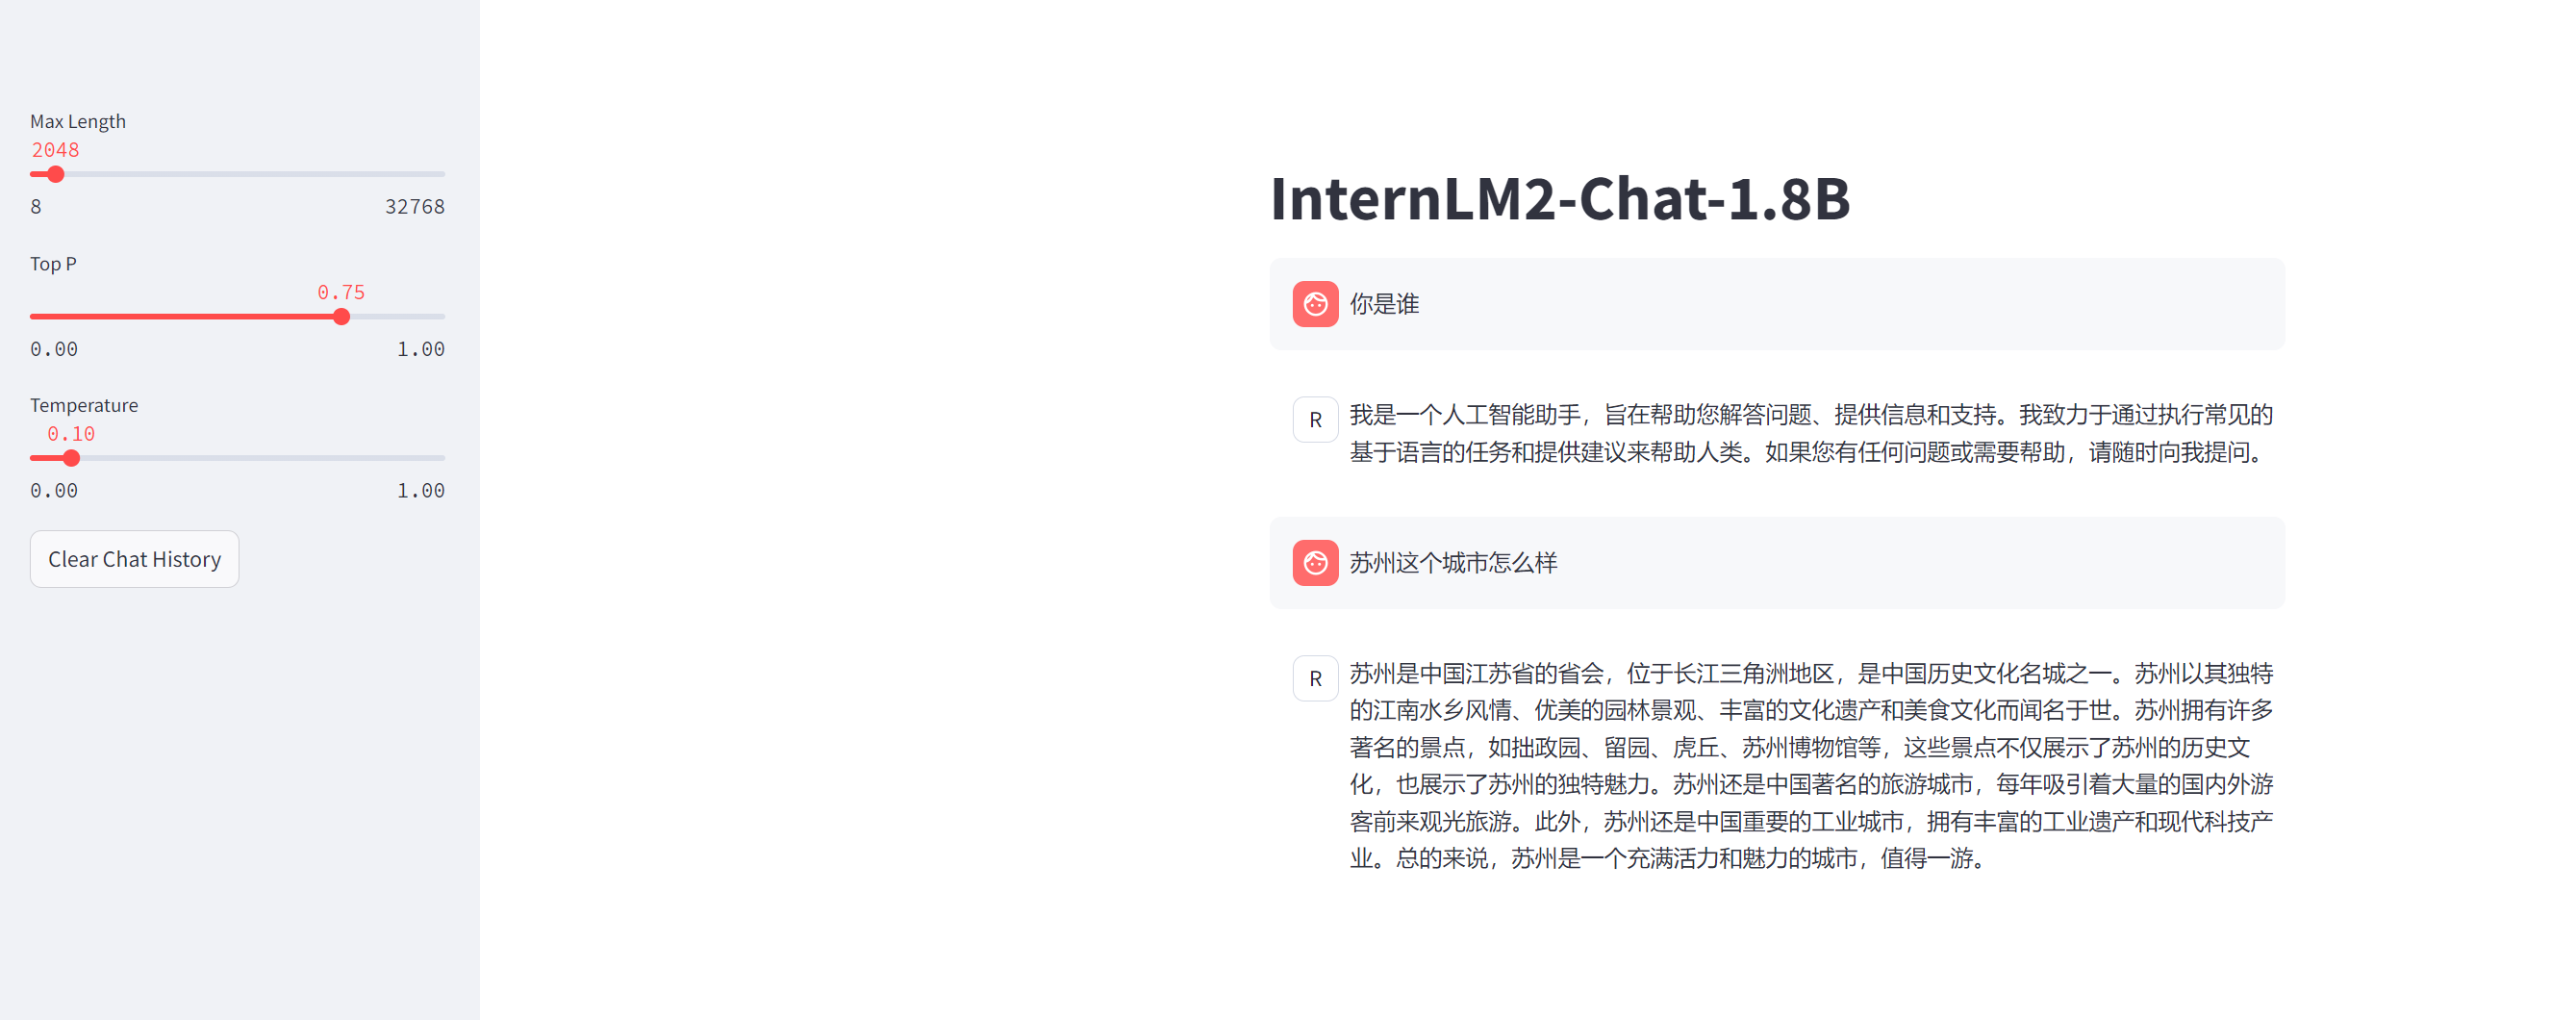 Max Length
2048
8 32768
Top P
0.75
0.00 1.00
Temperature
0.10
0.00 1.00
Clear Chat History
InternLM2-Chat-1.8B
你是谁
R 我是一个人工智能助手，旨在帮助您解答问题、提供信息和支持。我致力于通过执行常见的
基于语言的任务和提供建议来帮助人类。如果您有任何问题或需要帮助，请随时向我提问。
苏州这个城市怎么样
R 苏州是中国江苏省的省会，位于长江三角洲地区，是中国历史文化名城之一。苏州以其独特
的江南水乡风情、优美的园林景观、丰富的文化遗产和美食文化而闻名于世。苏州拥有许多
著名的景点，如拙政园、留园、虎丘、苏州博物馆等，这些景点不仅展示了苏州的历史文
化，也展示了苏州的独特魅力。苏州还是中国著名的旅游城市，每年吸引着大量的国内外游
客前来观光旅游。此外，苏州还是中国重要的工业城市，拥有丰富的工业遗产和现代科技产
业。总的来说，苏州是一个充满活力和魅力的城市，值得一游。